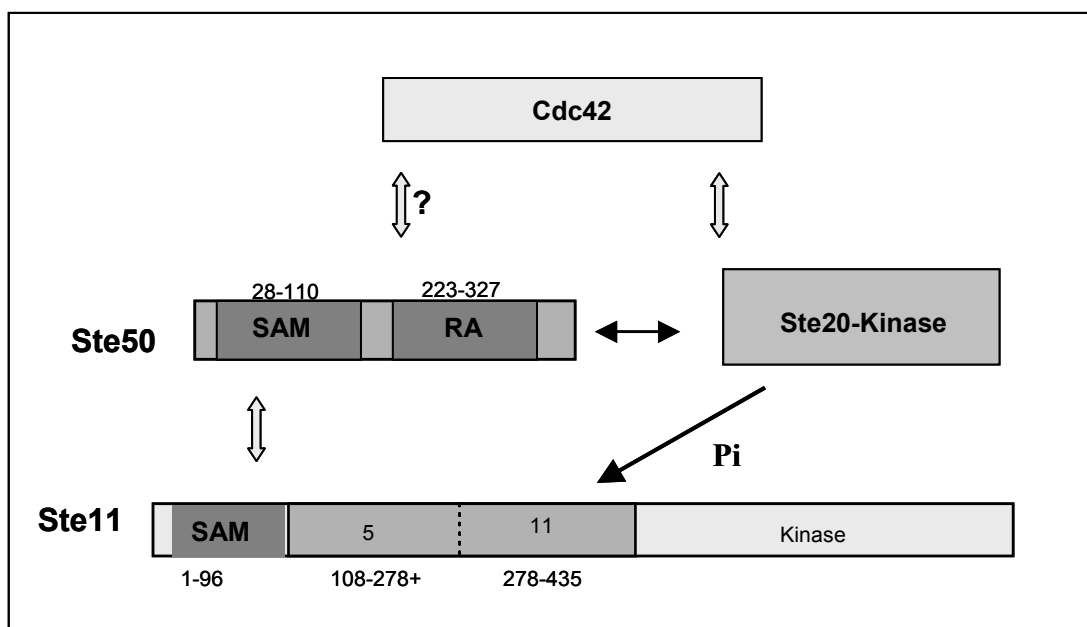 Cdc42
?
28-110 223-327
Ste50 SAM RA Ste20-Kinase
Pi
Ste11 SAM 5 11 Kinase
1-96 108-278+ 278-435